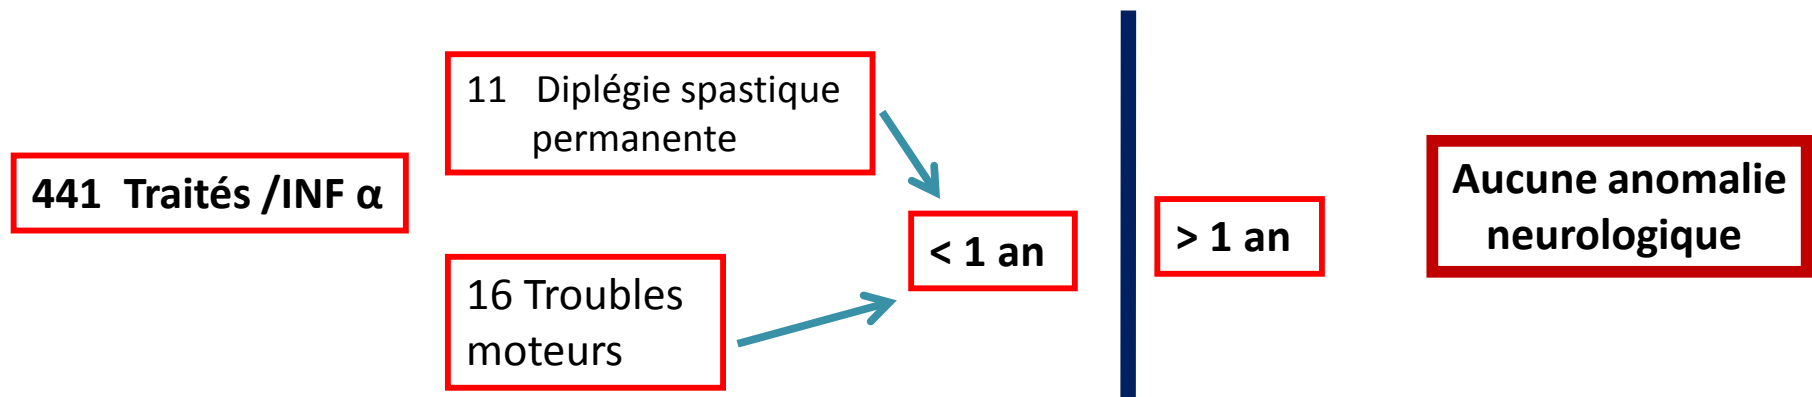 441 Traités /INF α
11 Diplégie spastique
permanente
16 Troubles
moteurs
< 1 an
> 1 an
Aucune anomalie
neurologique